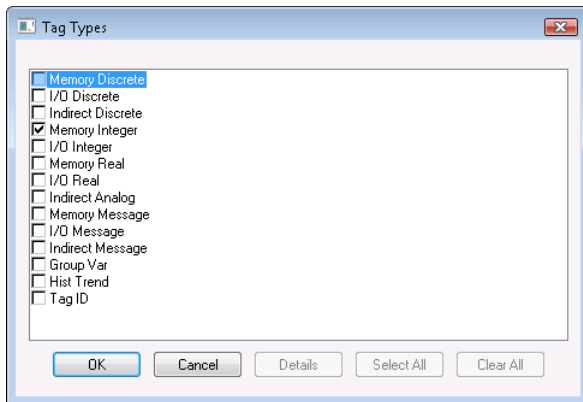 Tag Types
Memory Discrete
I/O Discrete
Indirect Discrete
Memory Integer
I/O Integer
Memory Real
I/O Real
Indirect Analog
Memory Message
I/O Message
Indirect Message
Group Var
Hist Trend
Tag ID
OK Cancel Details Select All Clear All